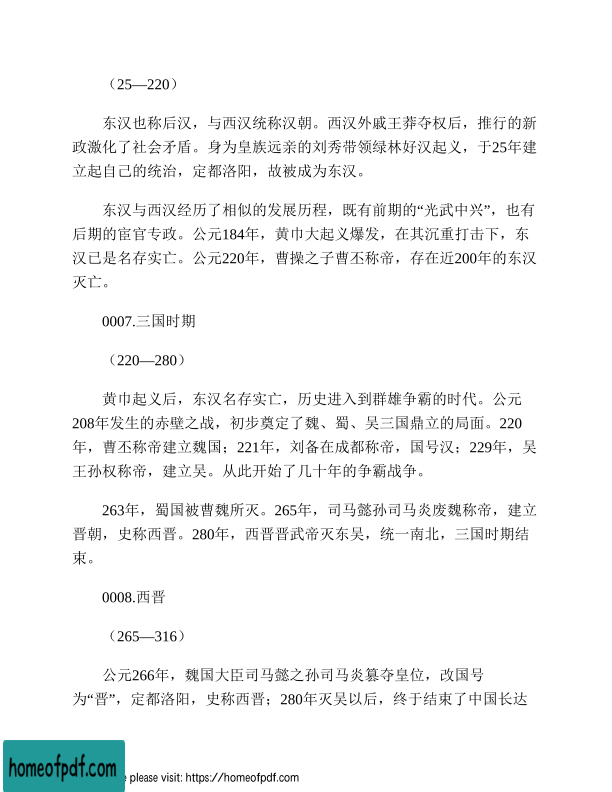 （25—220）
东汉也称后汉，与西汉统称汉朝。西汉外戚王莽夺权后，推行的新
政激化了社会矛盾。身为皇族远亲的刘秀带领绿林好汉起义，于25年建
立起自己的统治，定都洛阳，故被成为东汉。
东汉与西汉经历了相似的发展历程，既有前期的“光武中兴”，也有
后期的宦官专政。公元184年，黄巾大起义爆发，在其沉重打击下，东
汉已是名存实亡。公元220年，曹操之子曹丕称帝，存在近200年的东汉
灭亡。
0007.三国时期
（220—280）
黄巾起义后，东汉名存实亡，历史进入到群雄争霸的时代。公元
208年发生的赤壁之战，初步奠定了魏、蜀、吴三国鼎立的局面。220
年，曹丕称帝建立魏国；221年，刘备在成都称帝，国号汉；229年，吴
王孙权称帝，建立吴。从此开始了几十年的争霸战争。
263年，蜀国被曹魏所灭。265年，司马懿孙司马炎废魏称帝，建立
晋朝，史称西晋。280年，西晋晋武帝灭东吴，统一南北，三国时期结
束。
0008.西晋
（265—316）
公元266年，魏国大臣司马懿之孙司马炎篡夺皇位，改国号
为“晋”，定都洛阳，史称西晋；280年灭吴以后，终于结束了中国长达
homeofpdf.com
e please visit: https://homeofpdf.com